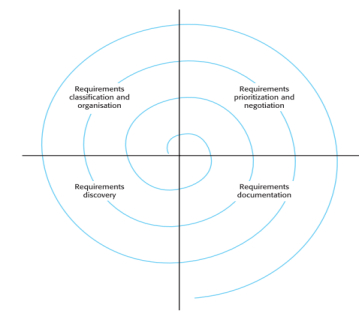 Requirements
classification and
organisation
Requirements
prioritization and
negotiation
Requirements
discovery
Requirements
documentation